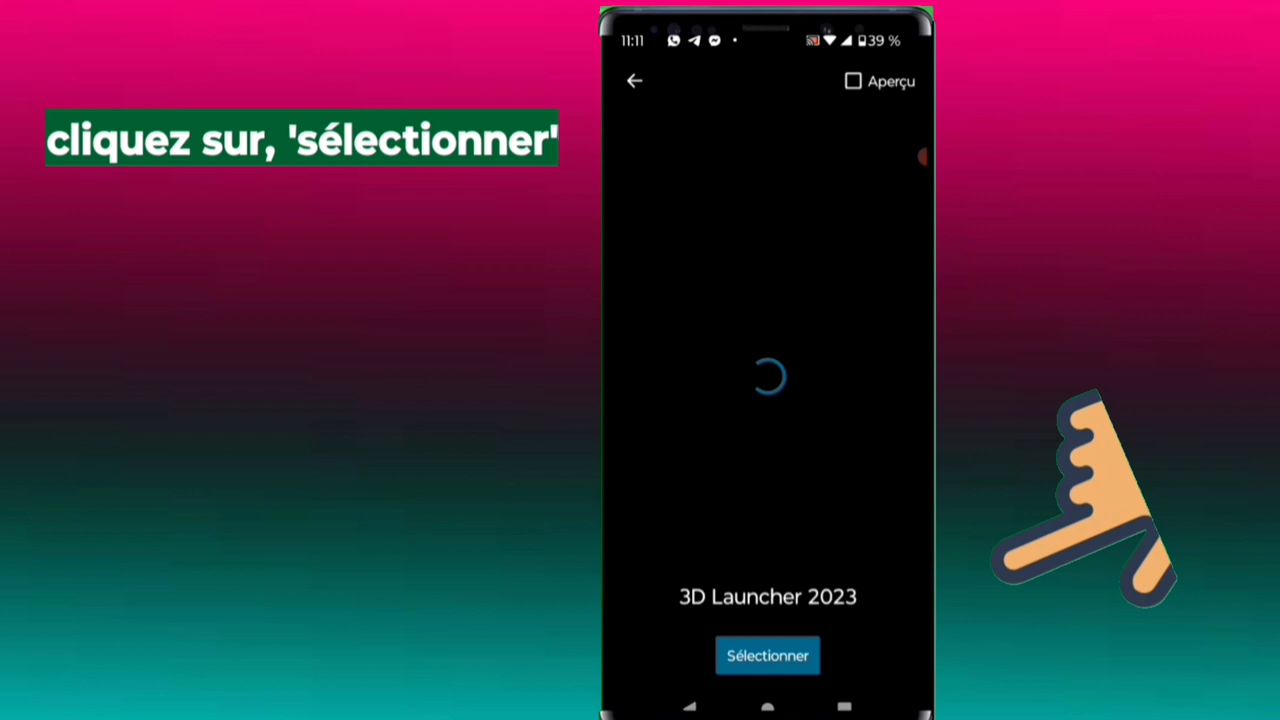 cliquez sur, 'sélectionner'
11:11
39 %
Aperçu
3D Launcher 2023
Sélectionner